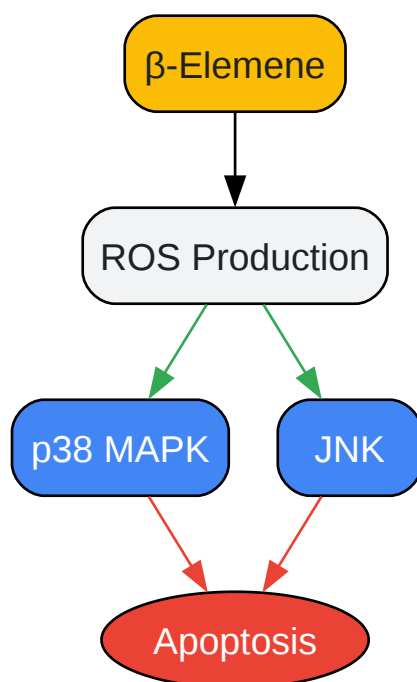 β-Elemene
ROS Production
p38 MAPK
JNK
Apoptosis